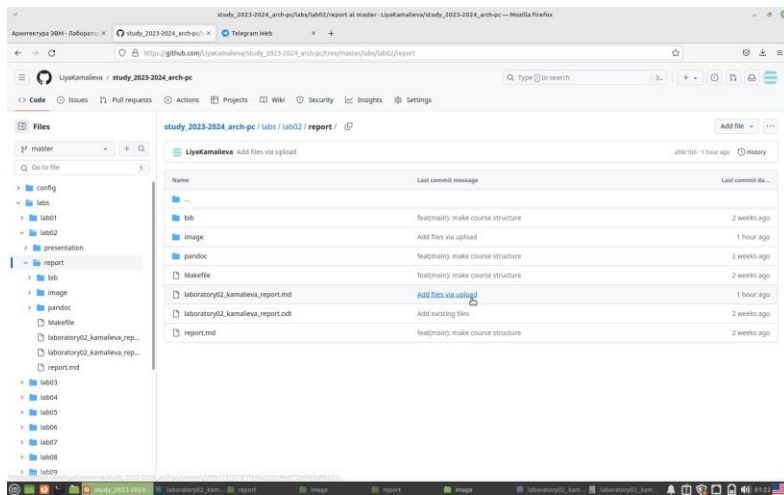 study_2023-2024_arch-pc/labs/lab02/report at master · LiyaKamalieva/study_2023-2024_arch-pc — Mozilla Firefox
Архитектура ЭВМ - Лаборато
study_2023-2024_arch-pc/
Telegram Web
https://github.com/LiyaKamalieva/study_2023-2024_arch-pc/tree/master/labs/lab02/report
LiyaKamalieva / study_2023-2024_arch-pc
Type / to search
Code Issues Pull requests Actions Projects Wiki Security Insights Settings
Files
study_2023-2024_arch-pc / labs / lab02 / report /
Add file
master
LiyaKamalieva Add files via upload
1 hour ago History
Go to file
t
Name Last commit message Last commit da...
config
..
labs
lab01
bib feat(main): make course structure 2 weeks ago
lab02
image Add files via upload 1 hour ago
presentation
pandoc feat(main): make course structure 2 weeks ago
report
Makefile feat(main): make course structure 2 weeks ago
bib
laboratory02_kamalieva_report.md Add files via upload 1 hour ago
image
laboratory02_kamalieva_report.odt Add existing files 2 weeks ago
pandoc
Makefile
report.md feat(main): make course structure 2 weeks ago
laboratory02_kamalieva_rep...
laboratory02_kamalieva_rep...
report.md
lab03
lab04
lab05
lab06
lab07
lab08
lab09
study_2023-2024... laboratory02_kam... report image report image laboratory02_kam... laboratory02_kam... 01:22